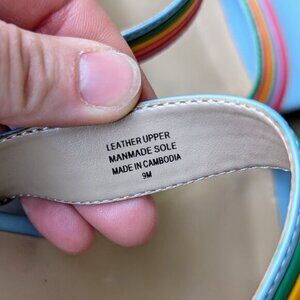 LEATHER UPPER
MANMADE SOLE
MADE IN CAMBODIA
9M